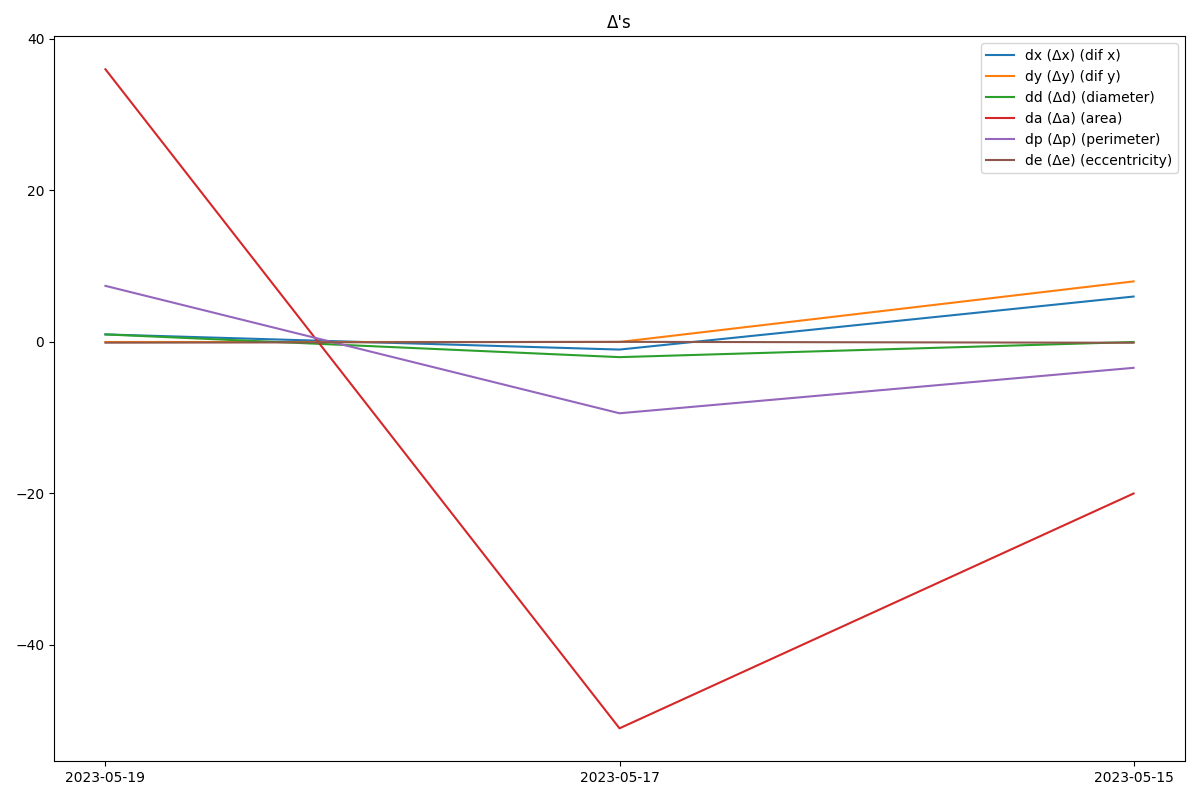 Δ's
dx (Δx) (dif x)
dy (Δy) (dif y)
dd (Δd) (diameter)
da (Δa) (area)
dp (Δp) (perimeter)
de (Δe) (eccentricity)
40
20
0
−20
−40
2023-05-19
2023-05-17
2023-05-15